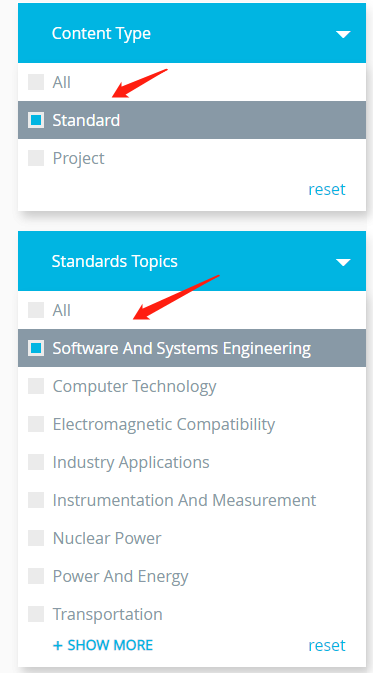 Content Type
All
Standard
Project
reset
Standards Topics
All
Software And Systems Engineering
Computer Technology
Electromagnetic Compatibility
Industry Applications
Instrumentation And Measurement
Nuclear Power
Power And Energy
Transportation
+ SHOW MORE
reset